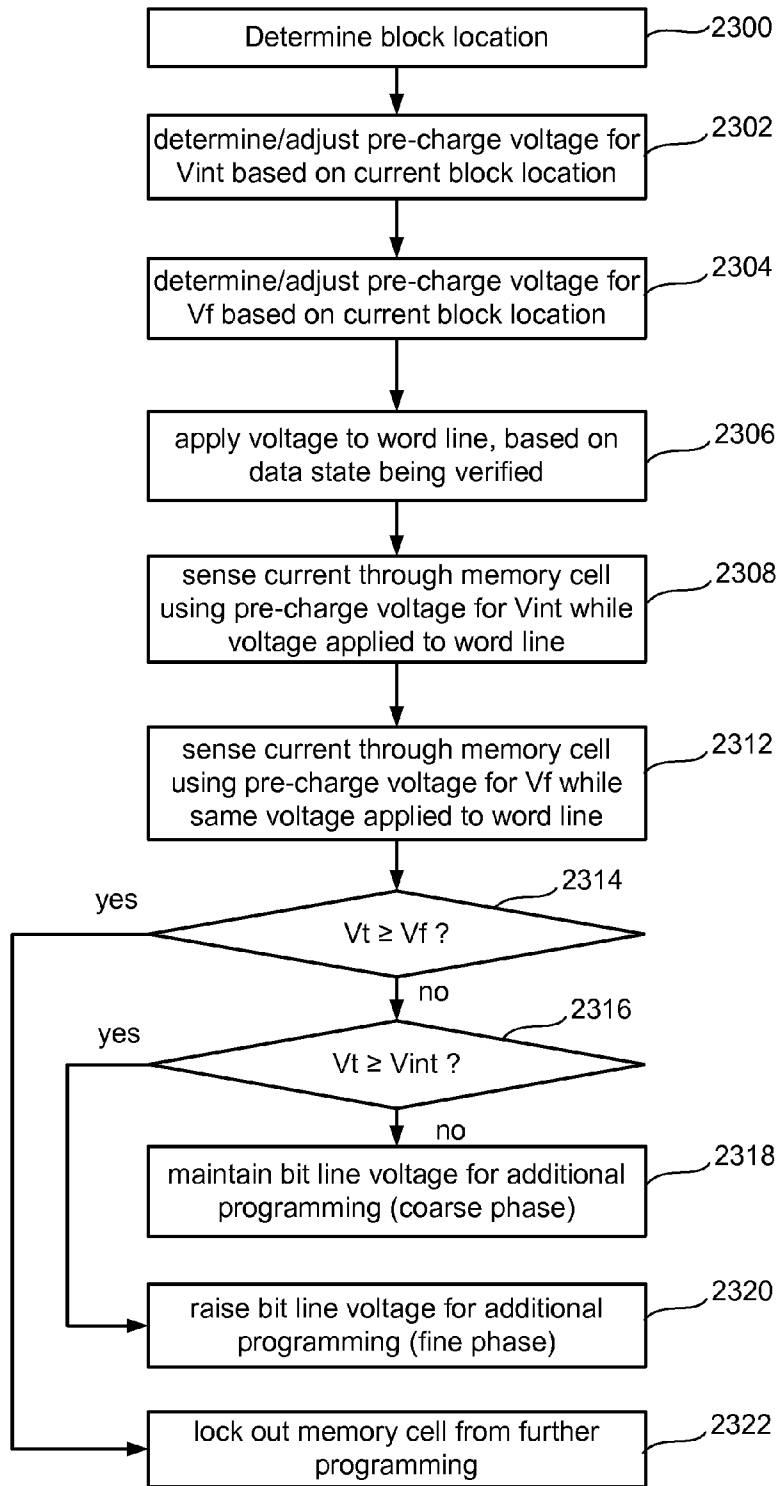 Determine block location
2300
determine/adjust pre-charge voltage for
Vint based on current block location
2302
determine/adjust pre-charge voltage for
Vf based on current block location
2304
apply voltage to word line, based on
data state being verified
2306
sense current through memory cell
using pre-charge voltage for Vint while
voltage applied to word line
2308
sense current through memory cell
using pre-charge voltage for Vf while
same voltage applied to word line
2312
yes
2314
Vt ≥ Vf ?
no
yes
2316
Vt ≥ Vint ?
no
maintain bit line voltage for additional
programming (coarse phase)
2318
raise bit line voltage for additional
programming (fine phase)
2320
lock out memory cell from further
programming
2322